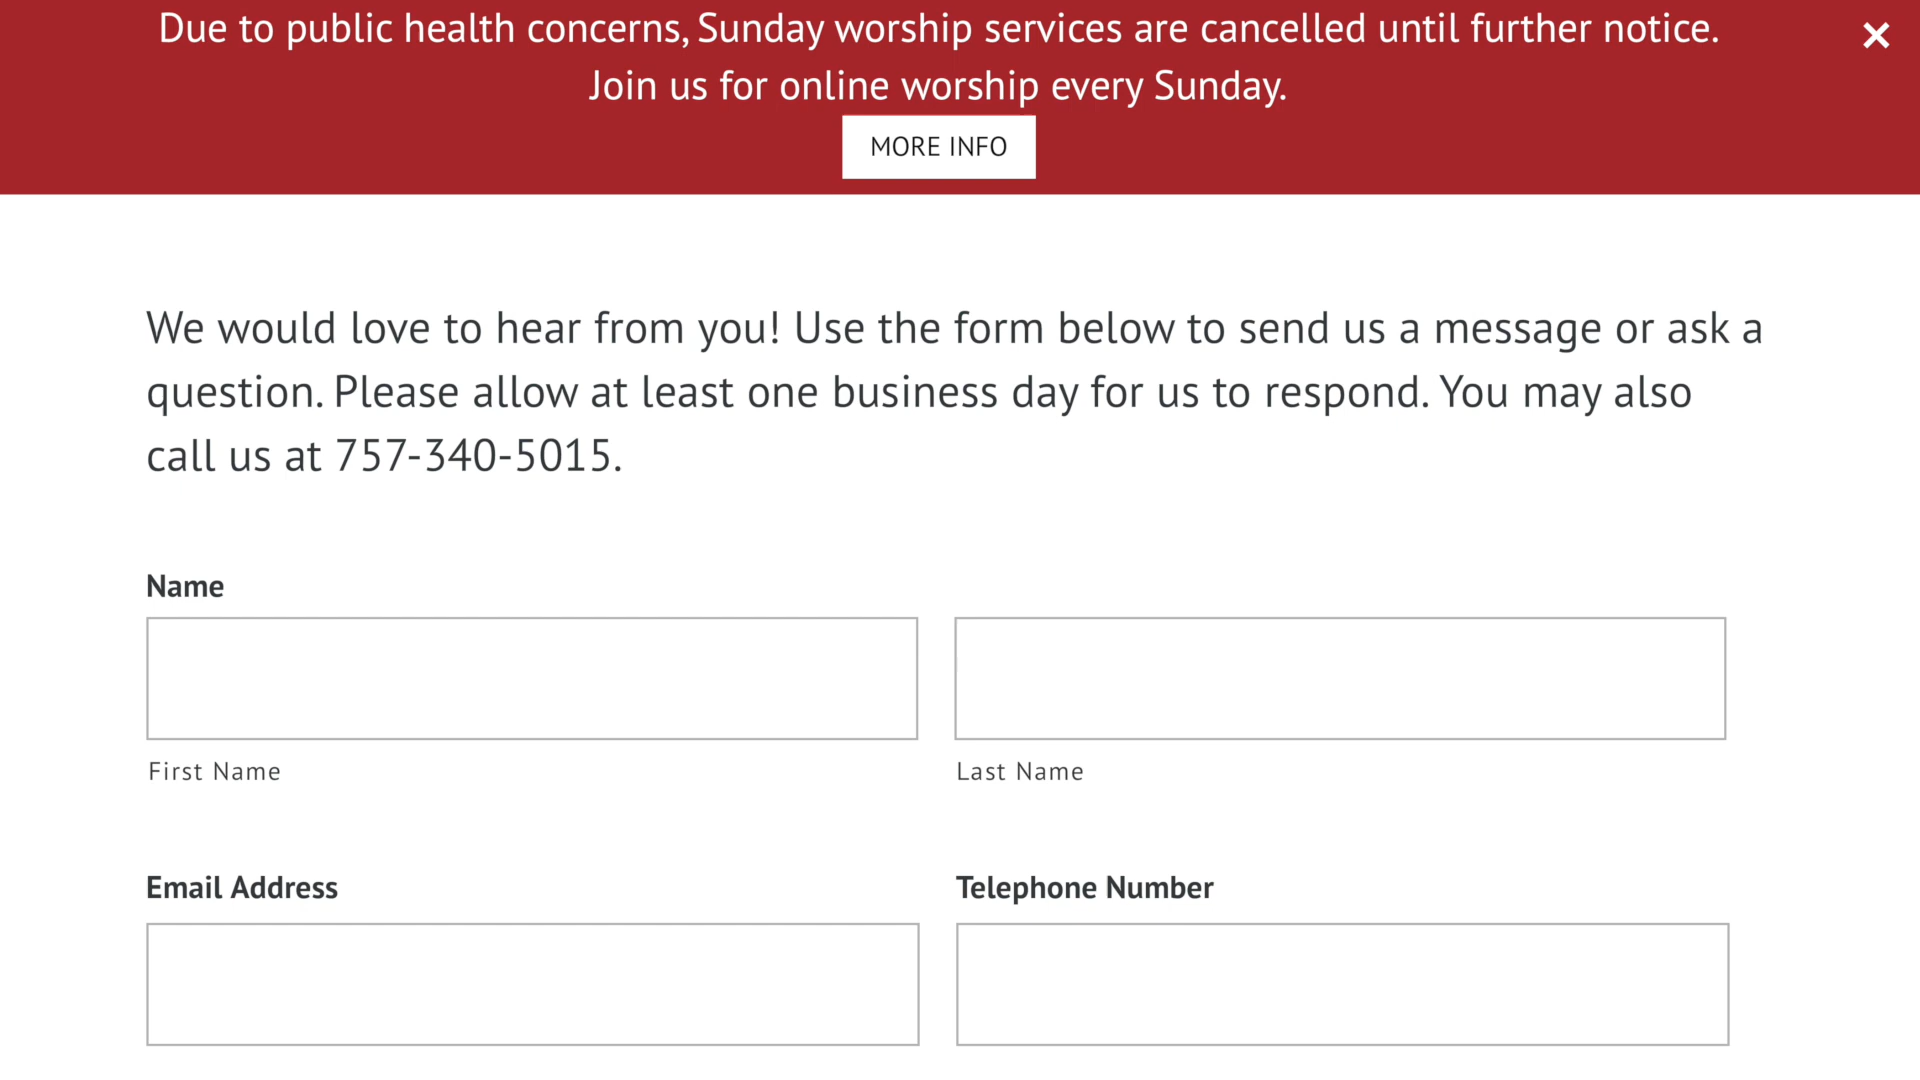 Due to public health concerns, Sunday worship services are cancelled until further notice.
Join us for online worship every Sunday.
MORE INFO
We would love to hear from you! Use the form below to send us a message or ask a
question. Please allow at least one business day for us to respond. You may also
call us at 757-340-5015.
Name
First Name
Last Name
Email Address
Telephone Number